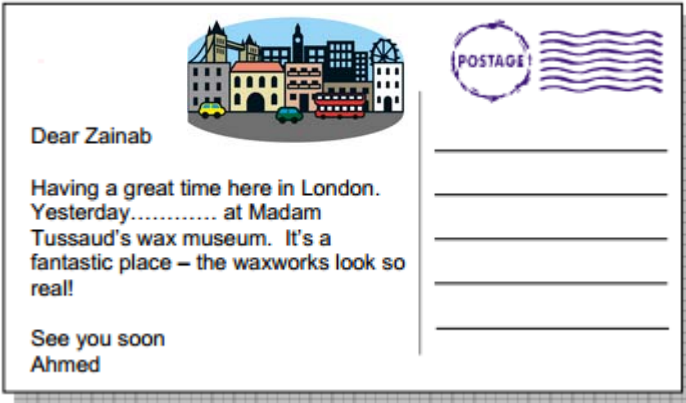 POSTAGE
Dear Zainab
Having a great time here in London.
Yesterday............ at Madam
Tussaud's wax museum.  It's a
fantastic place – the waxworks look so
real!
See you soon
Ahmed